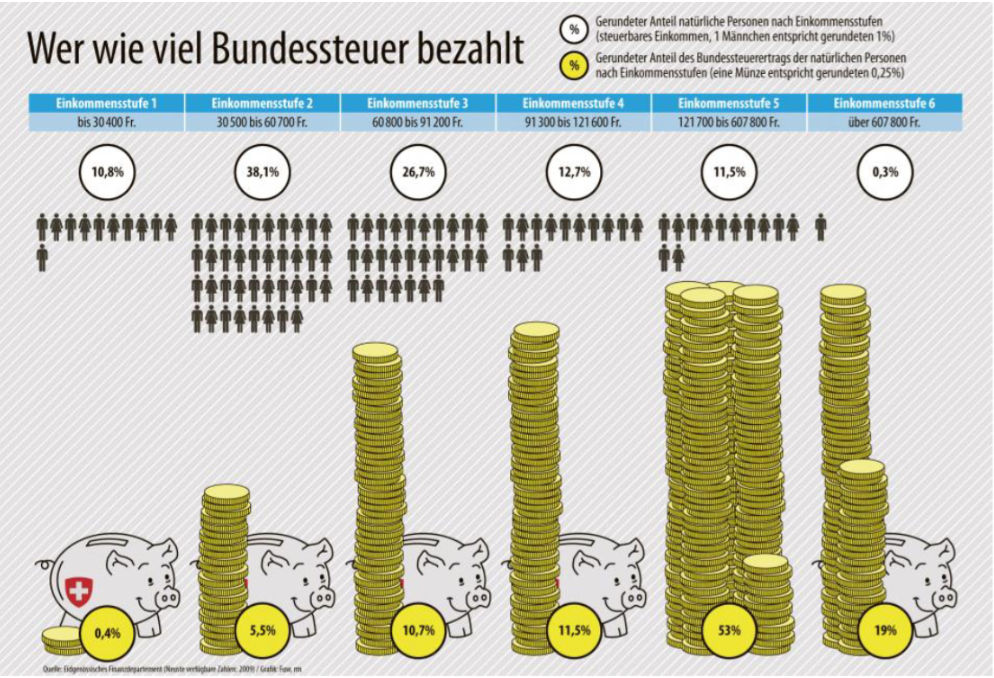 Wer wie viel Bundessteuer bezahlt
% Gerundeter Anteil natürliche Personen nach Einkommensstufen
(steuerbares Einkommen, 1 Männchen entspricht gerundeten 1%)
% Gerundeter Anteil des Bundessteuerertrags der natürlichen Personen
nach Einkommensstufen (eine Münze entspricht gerundeten 0,25%)
Einkommensstufe 1 Einkommensstufe 2 Einkommensstufe 3 Einkommensstufe 4 Einkommensstufe 5 Einkommensstufe 6
bis 30 400 Fr. 30 500 bis 60 700 Fr. 60 800 bis 91 200 Fr. 91 300 bis 121 600 Fr. 121 700 bis 607 800 Fr. über 607 800 Fr.
10,8% 38,1% 26,7% 12,7% 11,5% 0,3%
0,4% 5,5% 10,7% 11,5% 53% 19%
Quelle: Eidgenössisches Finanzdepartement (Neuste verfügbare Zahlen: 2009) / Grafik: Fuw, rm